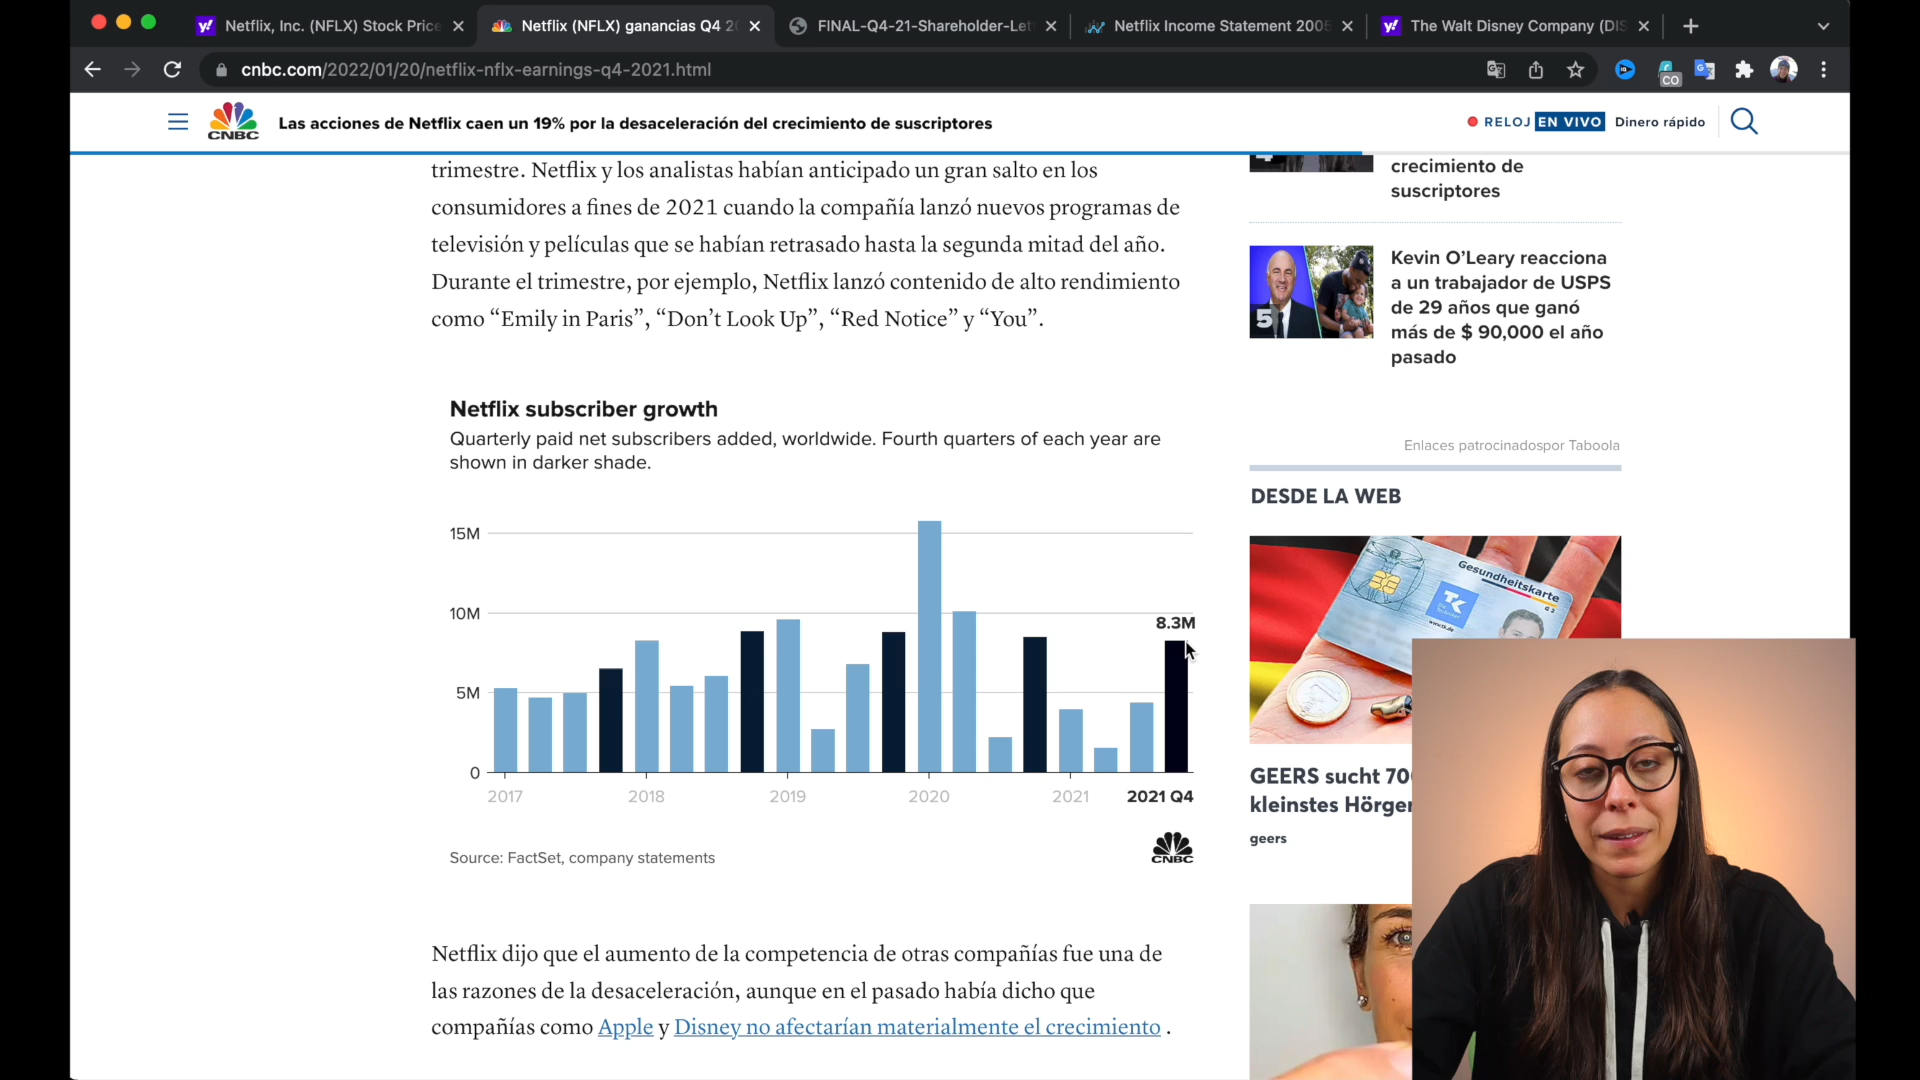 Netflix, Inc. (NFLX) Stock Price
Netflix (NFLX) ganancias Q4 20
FINAL-Q4-21-Shareholder-Let
Netflix Income Statement 2005
The Walt Disney Company (DIS
cnbc.com/2022/01/20/netflix-nflx-earnings-q4-2021.html
CO
CNBC
Las acciones de Netflix caen un 19% por la desaceleración del crecimiento de suscriptores
RELOJ EN VIVO Dinero rápido
trimestre. Netflix y los analistas habían anticipado un gran salto en los
consumidores a fines de 2021 cuando la compañía lanzó nuevos programas de
televisión y películas que se habían retrasado hasta la segunda mitad del año.
Durante el trimestre, por ejemplo, Netflix lanzó contenido de alto rendimiento
como “Emily in Paris”, “Don’t Look Up”, “Red Notice” y “You”.
Netflix subscriber growth
Quarterly paid net subscribers added, worldwide. Fourth quarters of each year are
shown in darker shade.
15M
10M
8.3M
5M
0
2017 2018 2019 2020 2021 2021 Q4
CNBC
Source: FactSet, company statements
Netflix dijo que el aumento de la competencia de otras compañías fue una de
las razones de la desaceleración, aunque en el pasado había dicho que
compañías como Apple y Disney no afectarían materialmente el crecimiento .
crecimiento de
suscriptores
5
Kevin O’Leary reacciona
a un trabajador de USPS
de 29 años que ganó
más de $ 90,000 el año
pasado
Enlaces patrocinadospor Taboola
DESDE LA WEB
Gesundheitskarte
TK
GEERS sucht 70
kleinstes Hörger
geers